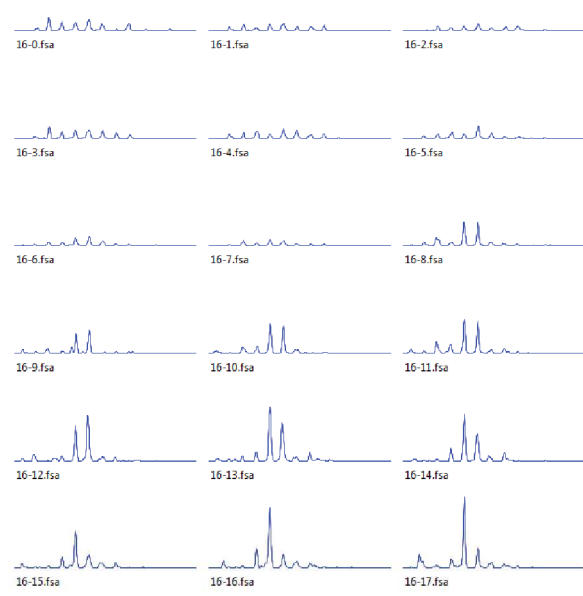 16-0.fsa 16-1.fsa 16-2.fsa
16-3.fsa 16-4.fsa 16-5.fsa
16-6.fsa 16-7.fsa 16-8.fsa
16-9.fsa 16-10.fsa 16-11.fsa
16-12.fsa 16-13.fsa 16-14.fsa
16-15.fsa 16-16.fsa 16-17.fsa